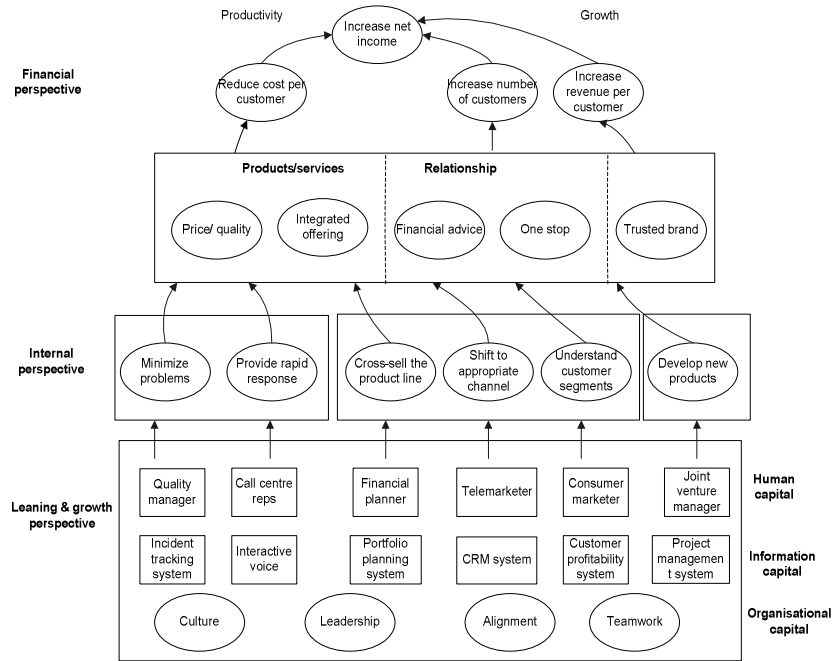 Productivity
Growth
Increase net
income
Financial
perspective
Reduce cost per
customer
Increase number
of customers
Increase
revenue per
customer
Products/services
Relationship
Price/ quality
Integrated
offering
Financial advice
One stop
Trusted brand
Internal
perspective
Minimize
problems
Provide rapid
response
Cross-sell the
product line
Shift to
appropriate
channel
Understand
customer
segments
Develop new
products
Leaning & growth
perspective
Quality
manager
Call centre
reps
Financial
planner
Telemarketer
Consumer
marketer
Joint
venture
manager
Human
capital
Incident
tracking
system
Interactive
voice
Portfolio
planning
system
CRM system
Customer
profitability
system
Project
managemen
t system
Information
capital
Culture
Leadership
Alignment
Teamwork
Organisational
capital